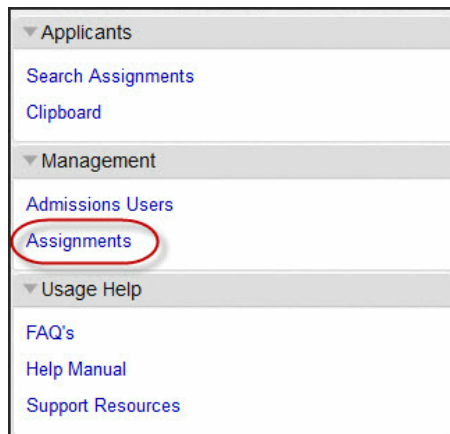 Applicants
Search Assignments
Clipboard
Management
Admissions Users
Assignments
Usage Help
FAQ's
Help Manual
Support Resources